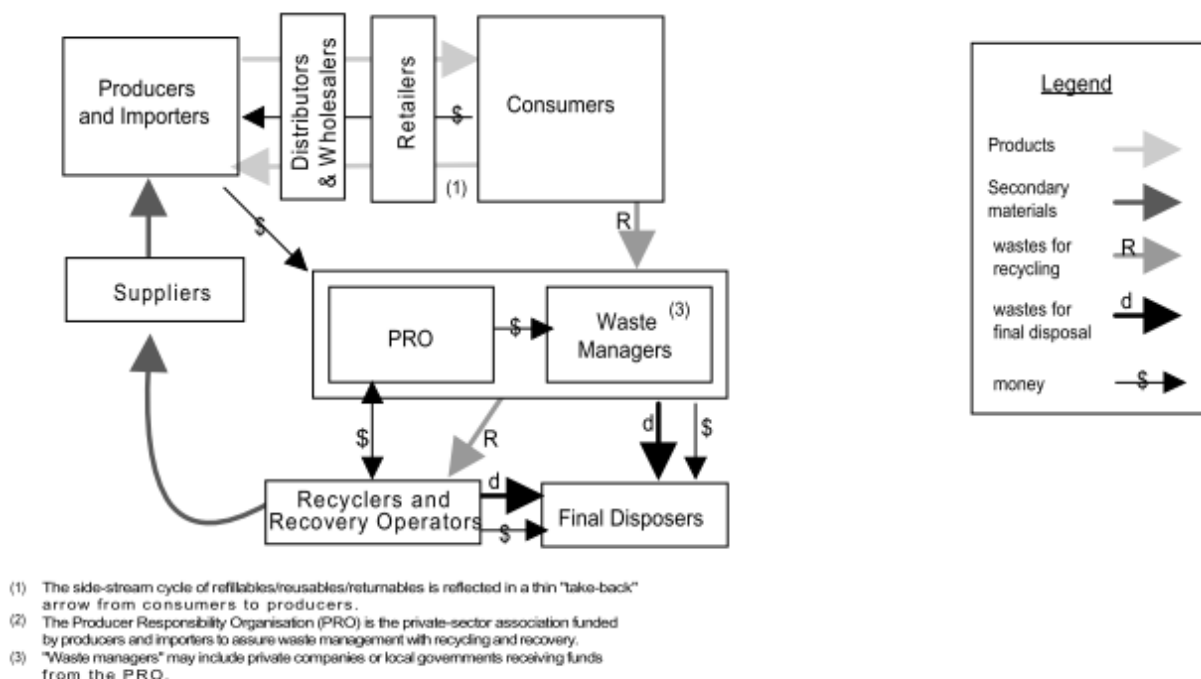 Producers
and Importers
Distributors
& Wholesalers
Retailers
Consumers
$
(1)
$
R
Suppliers
PRO
$
Waste
Managers
(3)
$
R
d
$
Recyclers and
Recovery Operators
d
$
Final Disposers
Legend
Products
Secondary
materials
wastes for
recycling
R
wastes for
final disposal
d
money
$
(1) The side-stream cycle of refillables/reusables/returnables is reflected in a thin "take-back"
arrow from consumers to producers.
(2) The Producer Responsibility Organisation (PRO) is the private-sector association funded
by producers and importers to assure waste management with recycling and recovery.
(3) "Waste managers" may include private companies or local governments receiving funds
from the PRO.